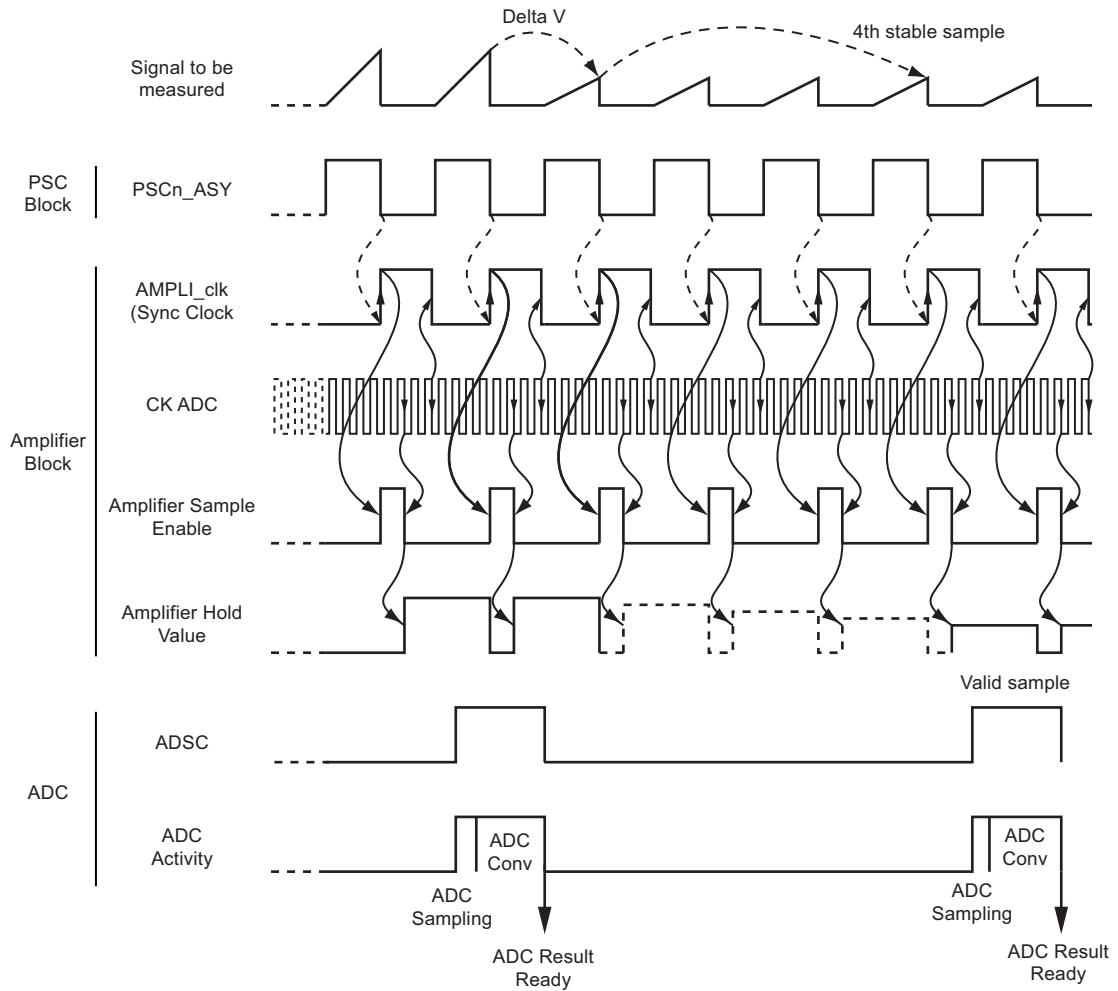 Delta V
4th stable sample
Signal to be
measured
PSC
Block
PSCn_ASY
AMPLI_clk
(Sync Clock
CK ADC
Amplifier
Block
Amplifier Sample
Enable
Amplifier Hold
Value
Valid sample
ADSC
ADC
ADC
Activity
ADC
Conv
ADC
Conv
ADC
Sampling
ADC
Sampling
ADC Result
Ready
ADC Result
Ready